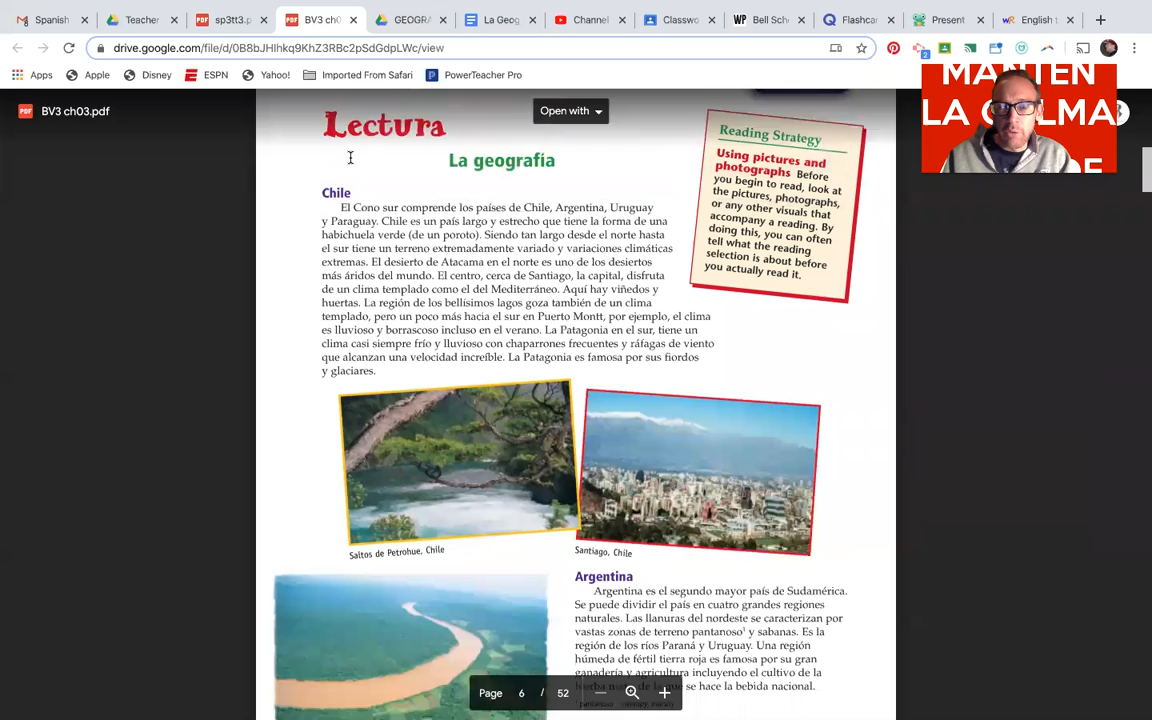 Spanish
Teacher
sp3tt3.p
BV3 ch0
GEOGRA
La Geog
Channel
Classwo
Bell Sch
Flashcar
Present
English t
drive.google.com/file/d/0B8bJHlhkq9KhZ3RBc2pSdGdpLWc/view
2
Apps
Apple
Disney
ESPN
Yahoo!
Imported From Safari
PowerTeacher Pro
BV3 ch03.pdf
Open with
MANTÉN
LA CALMA
Lectura
La geografía
Reading Strategy
Using pictures and
photographs Before
you begin to read, look at
the pictures, photographs,
or any other visuals that
accompany a reading. By
doing this, you can often
tell what the reading
selection is about before
you actually read it.
Chile
El Cono sur comprende los países de Chile, Argentina, Uruguay
y Paraguay. Chile es un país largo y estrecho que tiene la forma de una
habichuela verde (de un poroto). Siendo tan largo desde el norte hasta
el sur tiene un terreno extremadamente variado y variaciones climáticas
extremas. El desierto de Atacama en el norte es uno de los desiertos
más áridos del mundo. El centro, cerca de Santiago, la capital, disfruta
de un clima templado como el del Mediterráneo. Aquí hay viñedos y
huertas. La región de los bellísimos lagos goza también de un clima
templado, pero un poco más hacia el sur en Puerto Montt, por ejemplo, el clima
es lluvioso y borrascoso incluso en el verano. La Patagonia en el sur, tiene un
clima casi siempre frío y lluvioso con chaparrones frecuentes y ráfagas de viento
que alcanzan una velocidad increíble. La Patagonia es famosa por sus fiordos
y glaciares.
Saltos de Petrohue, Chile
Santiago, Chile
Argentina
Argentina es el segundo mayor país de Sudamérica.
Se puede dividir el país en cuatro grandes regiones
naturales. Las llanuras del nordeste se caracterizan por
vastas zonas de terreno pantanoso¹ y sabanas. Es la
región de los ríos Paraná y Uruguay. Una región
húmeda de fértil tierra roja es famosa por su gran
ganadería y agricultura incluyendo el cultivo de la
se hace la bebida nacional.
Page 6 / 52